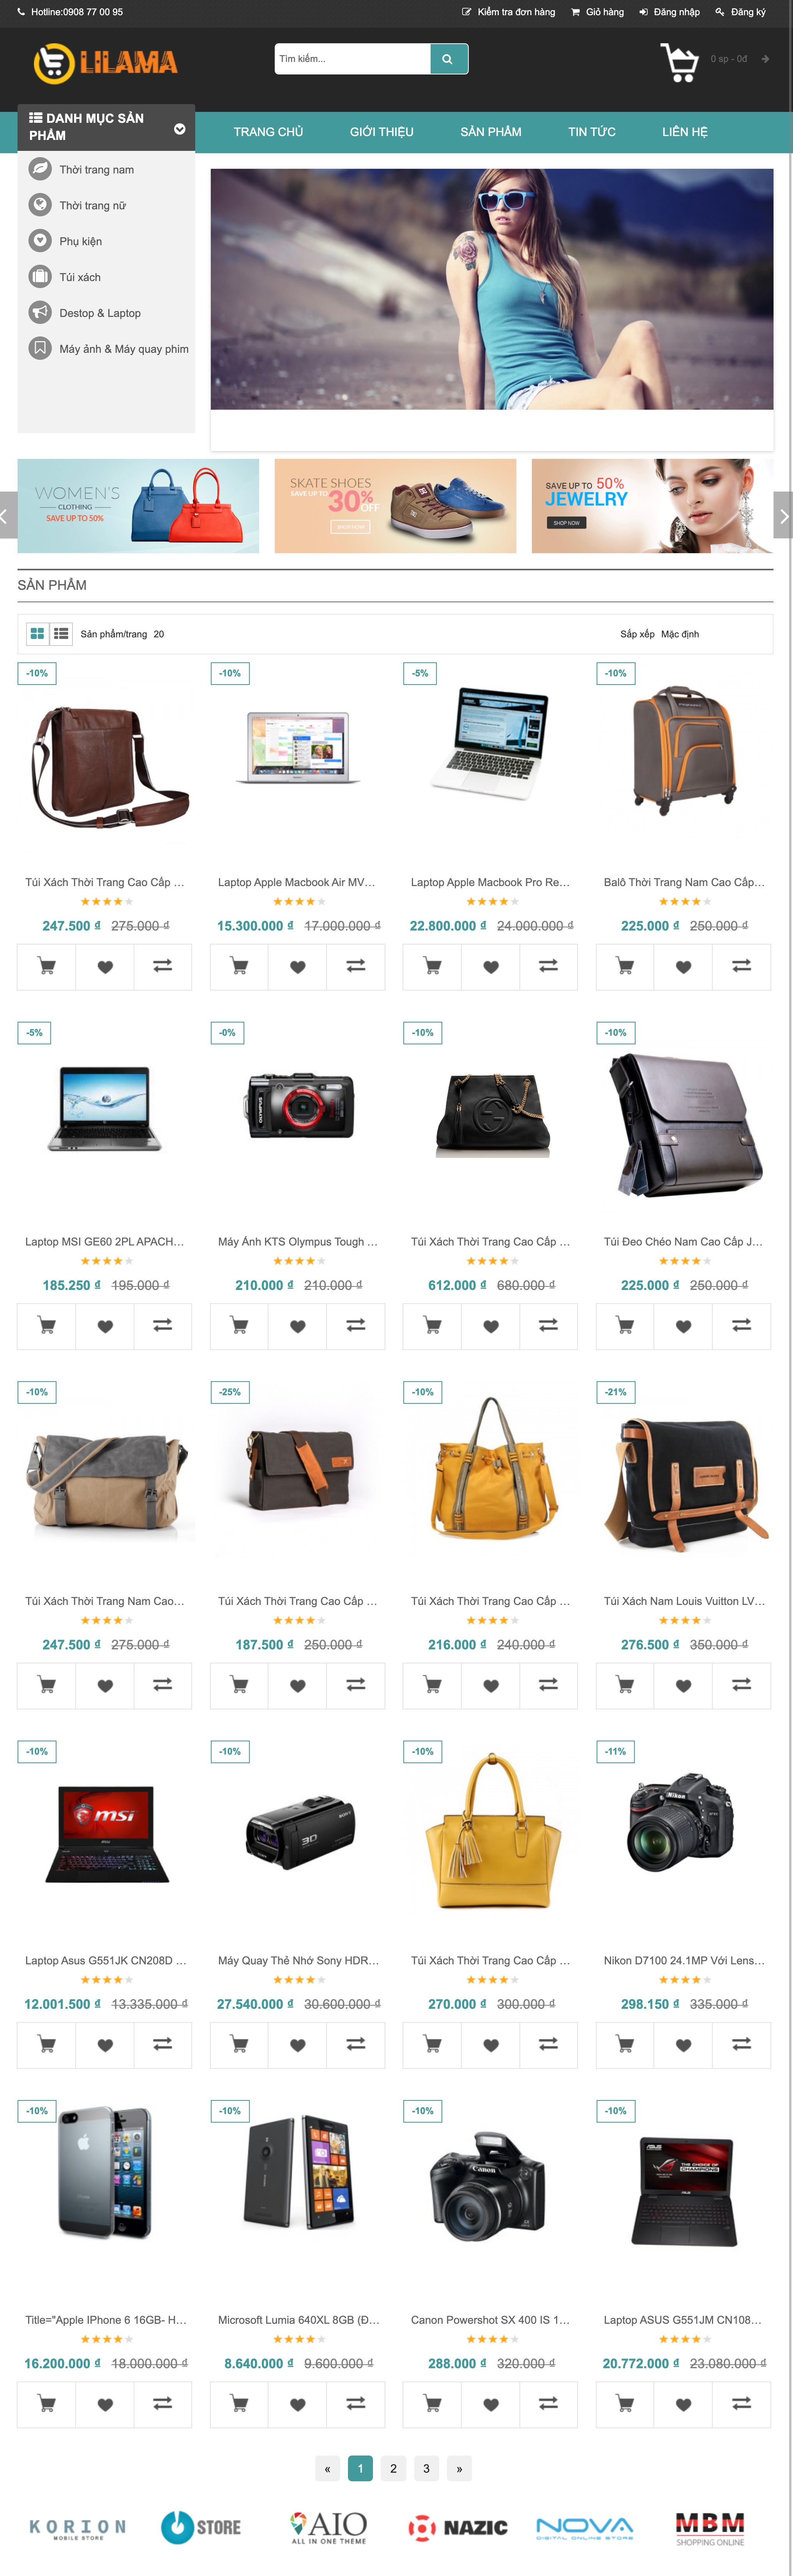 Hotline:0908 77 00 95
Kiểm tra đơn hàng
Giỏ hàng
Đăng nhập
Đăng ký
LILAMA
Tìm kiếm...
0 sp - 0đ
DANH MỤC SẢN
PHẨM
TRANG CHỦ
GIỚI THIỆU
SẢN PHẨM
TIN TỨC
LIÊN HỆ
Thời trang nam
Thời trang nữ
Phụ kiện
Túi xách
Destop & Laptop
Máy ảnh & Máy quay phim
WOMEN'S
CLOTHING
SAVE UP TO 50%
SKATE SHOES
SAVE UP TO
30%
OFF
SHOP NOW
SAVE UP TO 50%
JEWELRY
SHOP NOW
SẢN PHẨM
Sản phẩm/trang 20
Sắp xếp Mặc định
-10%
-10%
-5%
-10%
Túi Xách Thời Trang Cao Cấp ...
Laptop Apple Macbook Air MV...
Laptop Apple Macbook Pro Re...
Balô Thời Trang Nam Cao Cấp...
247.500 ₫ 275.000 ₫
15.300.000 ₫ 17.000.000 ₫
22.800.000 ₫ 24.000.000 ₫
225.000 ₫ 250.000 ₫
-5%
-0%
-10%
-10%
OLYMPUS
Laptop MSI GE60 2PL APACH...
Máy Ảnh KTS Olympus Tough ...
Túi Xách Thời Trang Cao Cấp ...
Túi Đeo Chéo Nam Cao Cấp J...
185.250 ₫ 195.000 ₫
210.000 ₫ 210.000 ₫
612.000 ₫ 680.000 ₫
225.000 ₫ 250.000 ₫
-10%
-25%
-10%
-21%
Túi Xách Thời Trang Nam Cao...
Túi Xách Thời Trang Cao Cấp ...
Túi Xách Thời Trang Cao Cấp ...
Túi Xách Nam Louis Vuitton LV...
247.500 ₫ 275.000 ₫
187.500 ₫ 250.000 ₫
216.000 ₫ 240.000 ₫
276.500 ₫ 350.000 ₫
-10%
-10%
-10%
-11%
msi
SONY
3D
Nikon
Laptop Asus G551JK CN208D ...
Máy Quay Thẻ Nhớ Sony HDR...
Túi Xách Thời Trang Cao Cấp ...
Nikon D7100 24.1MP Với Lens...
12.001.500 ₫ 13.335.000 ₫
27.540.000 ₫ 30.600.000 ₫
270.000 ₫ 300.000 ₫
298.150 ₫ 335.000 ₫
-10%
-10%
-10%
-10%
Canon
ASUS
THE CHOICE OF
CHAMPIONS
Title="Apple IPhone 6 16GB- H...
Microsoft Lumia 640XL 8GB (Đ...
Canon Powershot SX 400 IS 1...
Laptop ASUS G551JM CN108...
16.200.000 ₫ 18.000.000 ₫
8.640.000 ₫ 9.600.000 ₫
288.000 ₫ 320.000 ₫
20.772.000 ₫ 23.080.000 ₫
« 1 2 3 »
KORION
MOBILE STORE
STORE
AIO
ALL IN ONE THEME
NAZIC
NOVA
DIGITAL ONLINE STORE
MBM
SHOPPING ONLINE